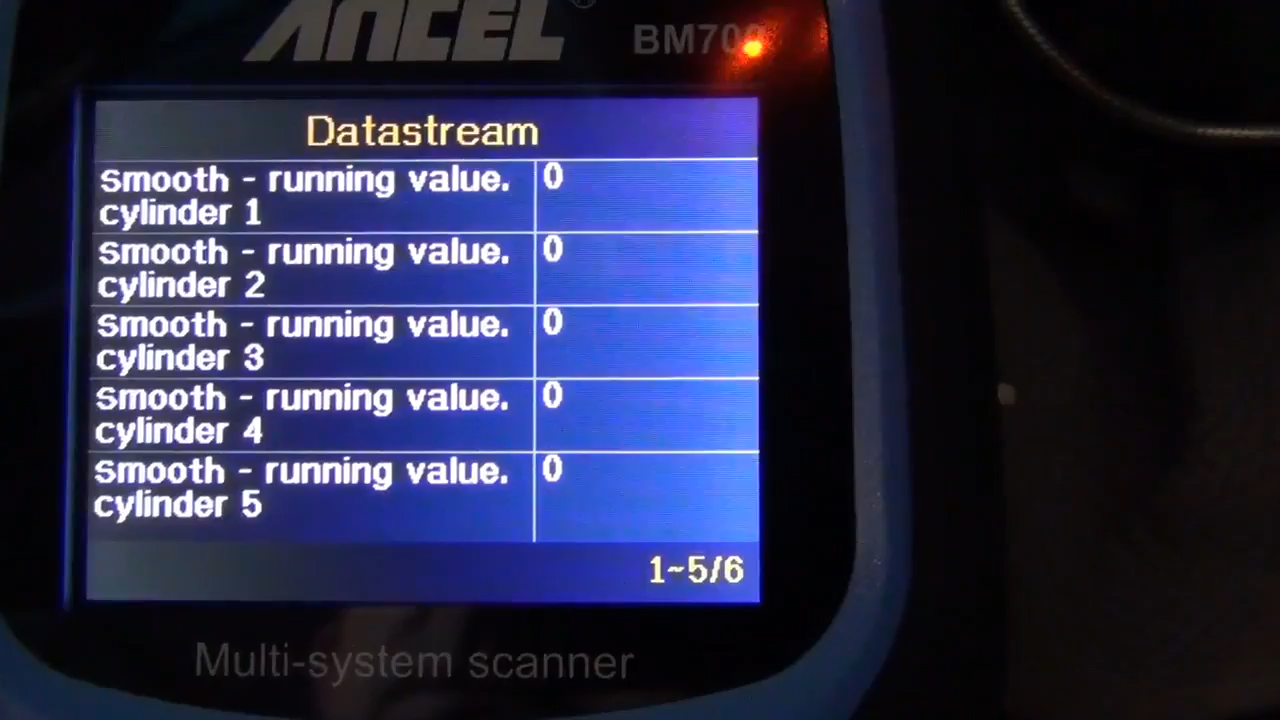 ANCEL®
BM700
Datastream
smooth - running value. 0
cylinder 1
smooth - running value. 0
cylinder 2
smooth - running value. 0
cylinder 3
smooth - running value. 0
cylinder 4
smooth - running value. 0
cylinder 5
1~5/6
Multi-system scanner